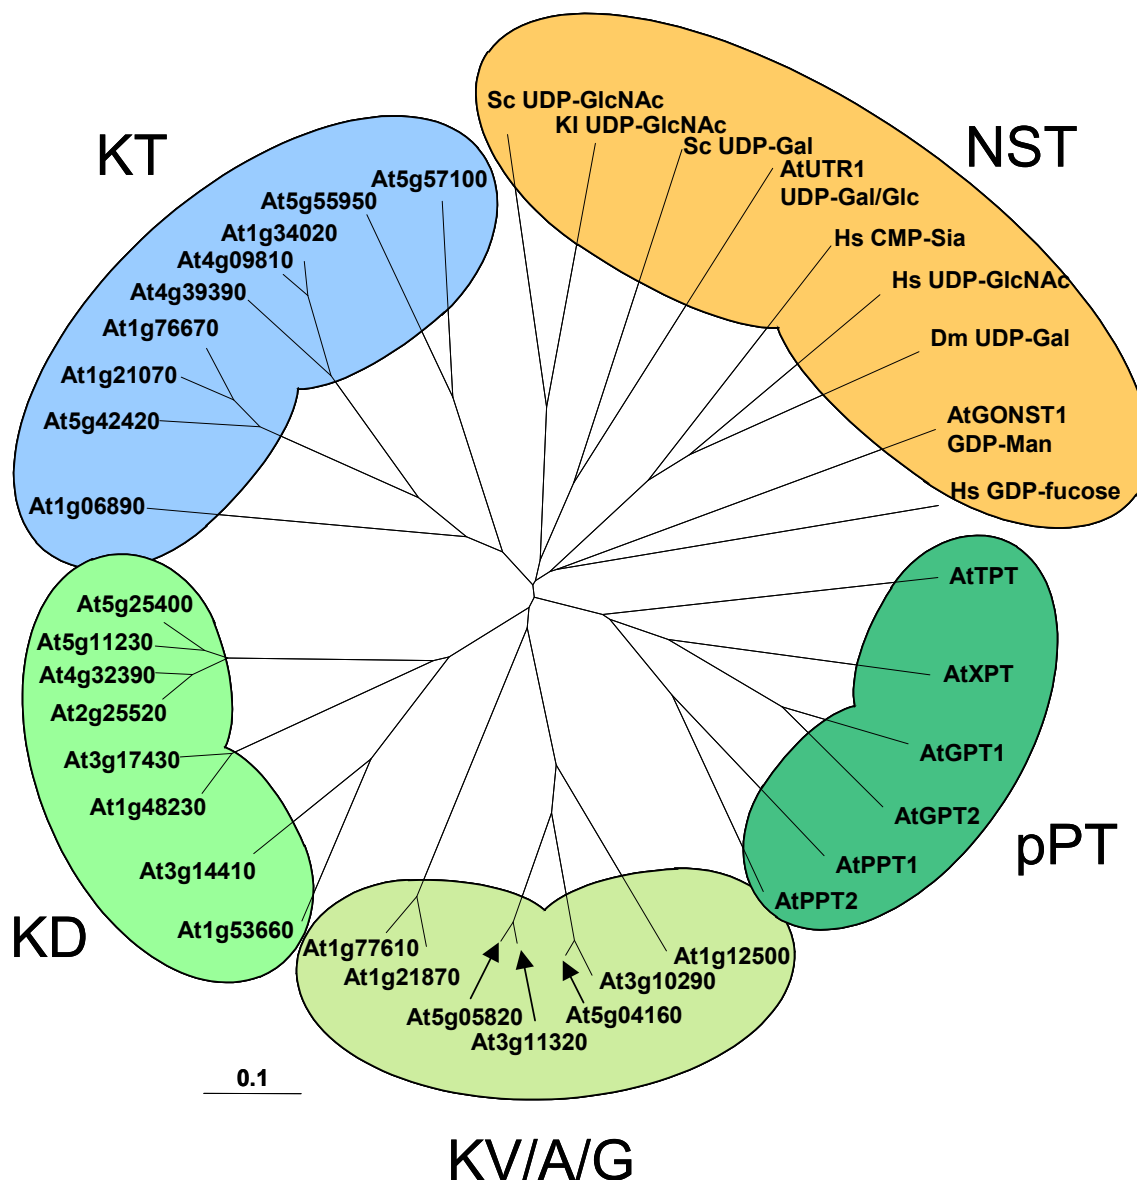 KT
NST
Sc UDP-GlcNAc
Kl UDP-GlcNAc
Sc UDP-Gal
AtUTR1
UDP-Gal/Glc
Hs CMP-Sia
Hs UDP-GlcNAc
Dm UDP-Gal
AtGONST1
GDP-Man
Hs GDP-fucose
At5g57100
At5g55950
At1g34020
At4g09810
At4g39390
At1g76670
At1g21070
At5g42420
At1g06890
At5g25400
At5g11230
At4g32390
At2g25520
At3g17430
At1g48230
At3g14410
At1g53660
KD
AtTPT
AtXPT
AtGPT1
AtGPT2
AtPPT1
AtPPT2
pPT
At1g77610
At1g21870
At5g05820
At3g11320
At5g04160
At3g10290
At1g12500
0.1
KV/A/G